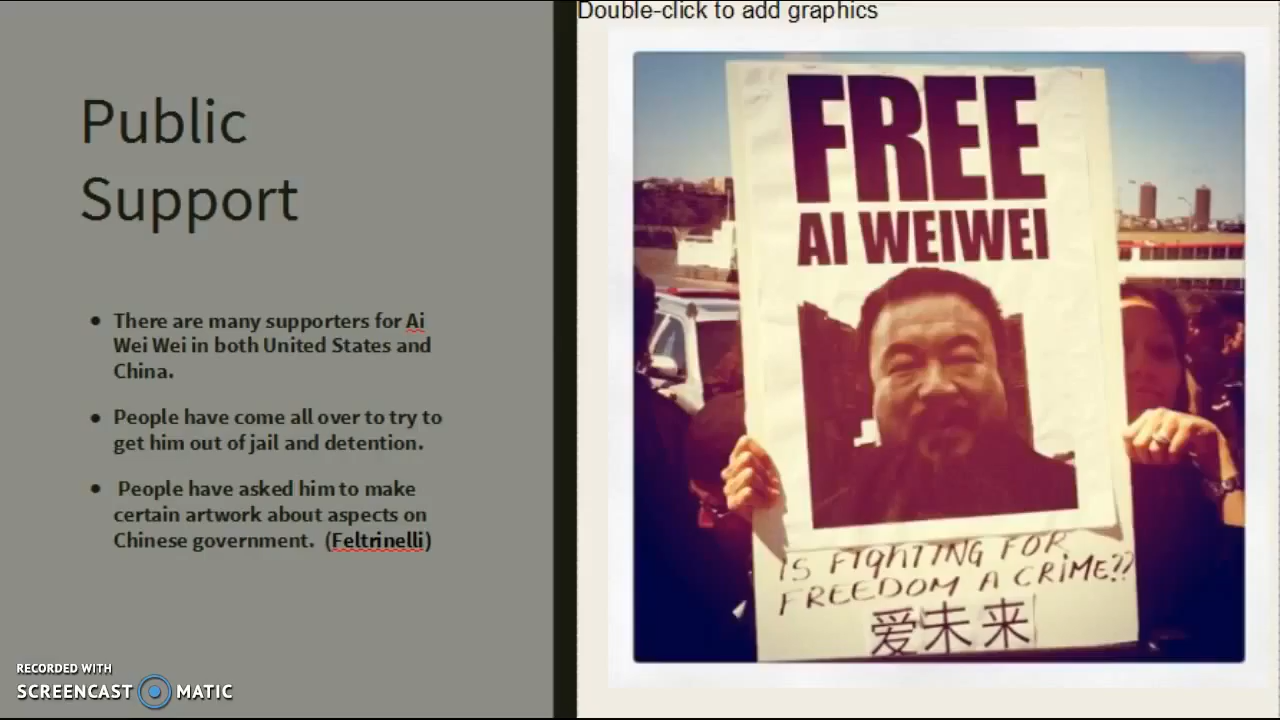 Double-click to add graphics
Public
Support
• There are many supporters for Ai
Wei Wei in both United States and
China.
• People have come all over to try to
get him out of jail and detention.
• People have asked him to make
certain artwork about aspects on
Chinese government. (Feltrinelli)
FREE
AI WEIWEI
IS FIGHTING FOR
FREEDOM A CRIME??
爱未来
RECORDED WITH
SCREENCAST MATIC